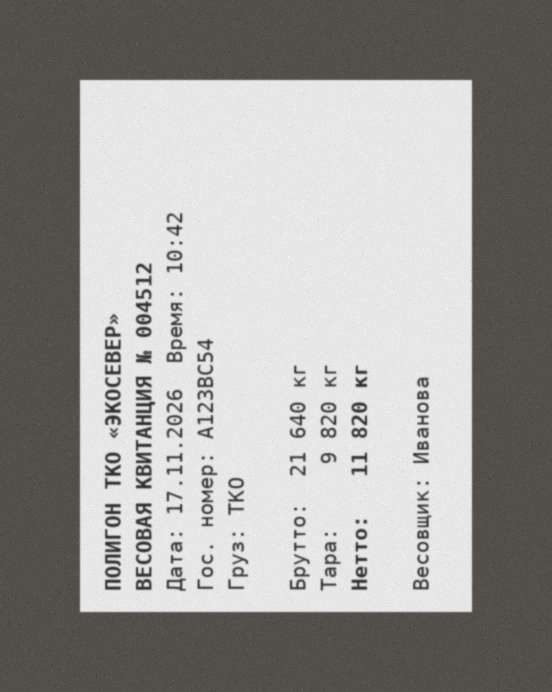 ПОЛИГОН ТКО «ЭКОСЕВЕР»
ВЕСОВАЯ КВИТАНЦИЯ № 004512
Дата: 17.11.2026  Время: 10:42
Гос. номер: А123ВС54
Груз: ТКО
Брутто:  21 640 кг
Тара:     9 820 кг
Нетто:   11 820 кг
Весовщик: Иванова